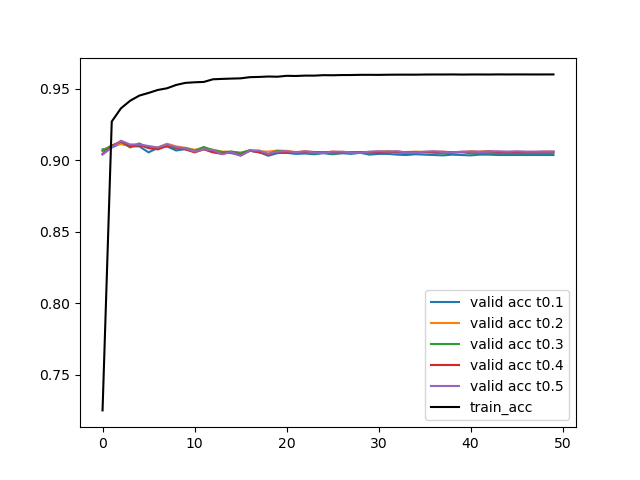 0.95
0.90
0.85
0.80
0.75
0
10
20
30
40
50
valid acc t0.1
valid acc t0.2
valid acc t0.3
valid acc t0.4
valid acc t0.5
train_acc